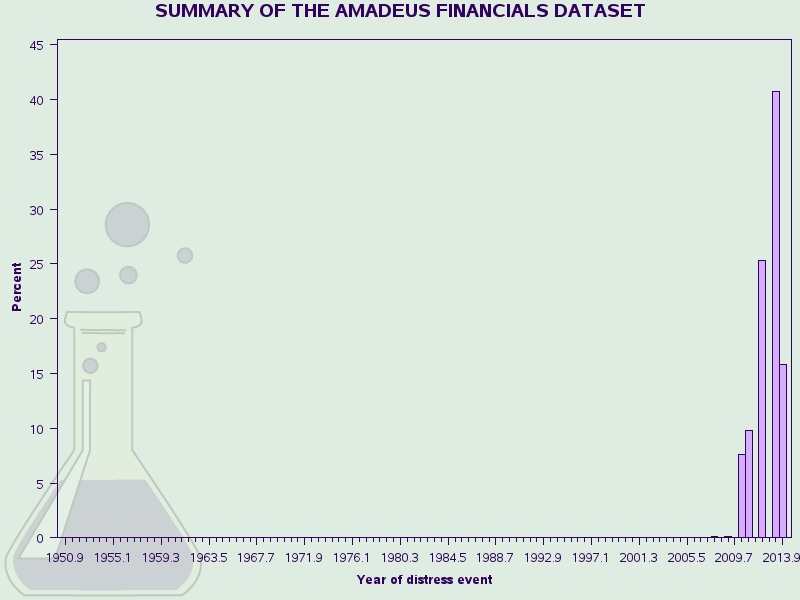 SUMMARY OF THE AMADEUS FINANCIALS DATASET
45
40
35
30
25
20
15
10
5
0
Percent
1950.9 1955.1 1959.3 1963.5 1967.7 1971.9 1976.1 1980.3 1984.5 1988.7 1992.9 1997.1 2001.3 2005.5 2009.7 2013.9
Year of distress event